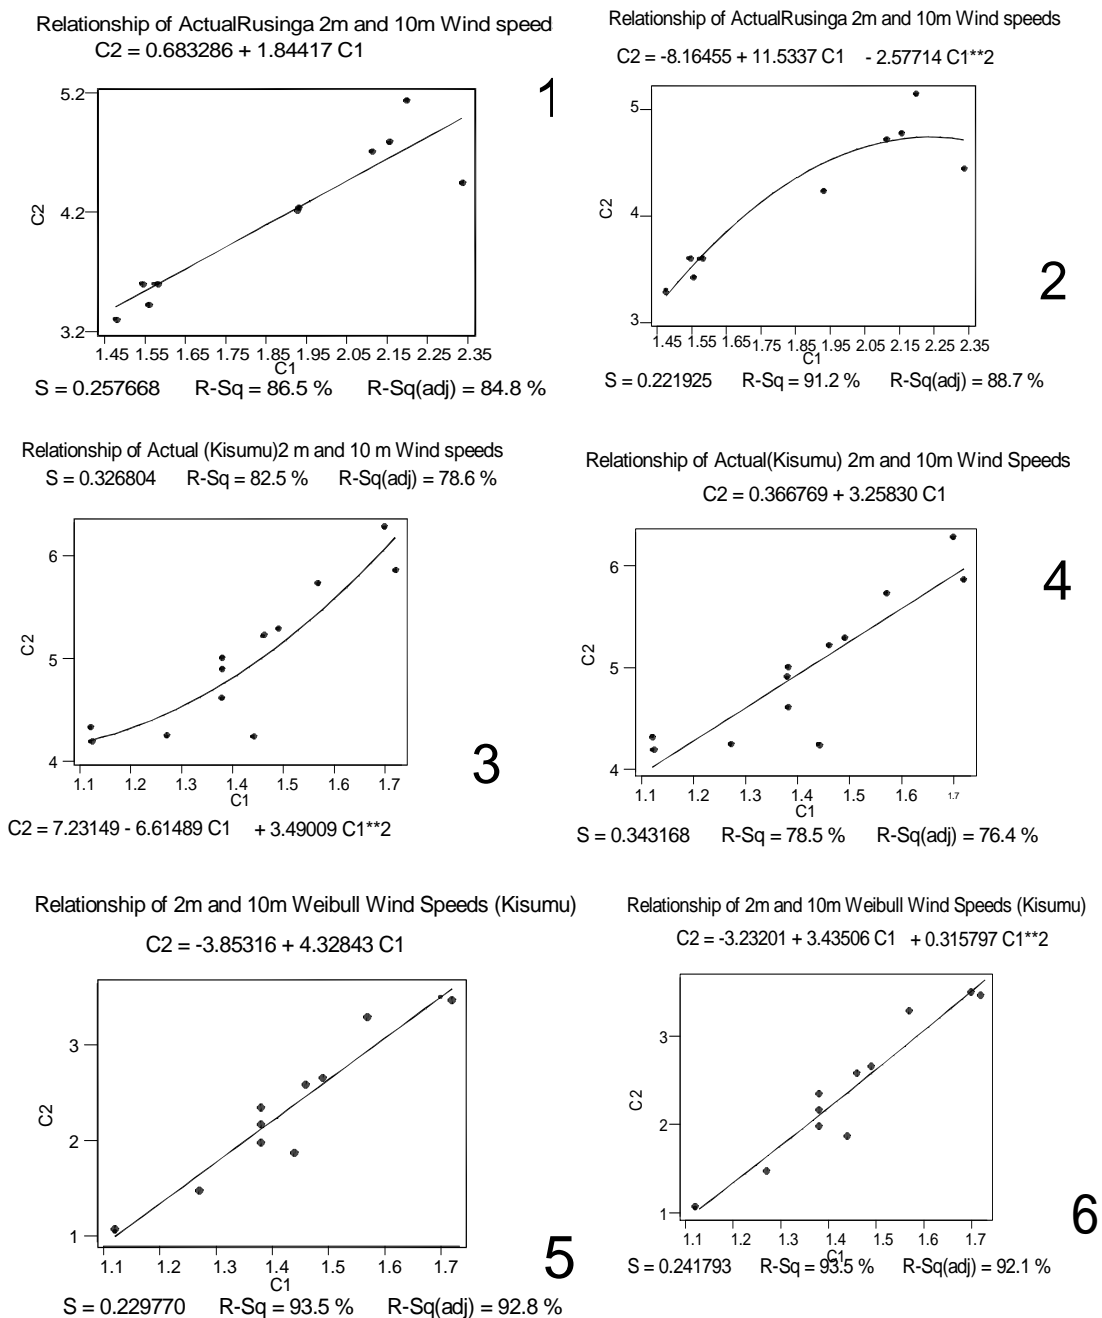 Relationship of ActualRusinga 2m and 10m Wind speed
C2 = 0.683286 + 1.84417 C1
1
5.2
4.2
3.2
C2
1.45 1.55 1.65 1.75 1.85 1.95 2.05 2.15 2.25 2.35
C1
S = 0.257668 R-Sq = 86.5 % R-Sq(adj) = 84.8 %
Relationship of ActualRusinga 2m and 10m Wind speeds
C2 = -8.16455 + 11.5337 C1 - 2.57714 C1**2
5
4
3
C2
2
1.45 1.55 1.65 1.75 1.85 1.95 2.05 2.15 2.25 2.35
C1
S = 0.221925 R-Sq = 91.2 % R-Sq(adj) = 88.7 %
Relationship of Actual (Kisumu)2 m and 10 m Wind speeds
S = 0.326804 R-Sq = 82.5 % R-Sq(adj) = 78.6 %
6
5
4
C2
3
1.1 1.2 1.3 1.4 1.5 1.6 1.7
C1
C2 = 7.23149 - 6.61489 C1 + 3.49009 C1**2
Relationship of Actual(Kisumu) 2m and 10m Wind Speeds
C2 = 0.366769 + 3.25830 C1
6
5
4
C2
4
1.1 1.2 1.3 1.4 1.5 1.6 1.7
C1
S = 0.343168 R-Sq = 78.5 % R-Sq(adj) = 76.4 %
Relationship of 2m and 10m Weibull Wind Speeds (Kisumu)
C2 = -3.85316 + 4.32843 C1
3
2
1
C2
5
1.1 1.2 1.3 1.4 1.5 1.6 1.7
C1
S = 0.229770 R-Sq = 93.5 % R-Sq(adj) = 92.8 %
Relationship of 2m and 10m Weibull Wind Speeds (Kisumu)
C2 = -3.23201 + 3.43506 C1 + 0.315797 C1**2
3
2
1
C2
6
1.1 1.2 1.3 1.4 1.5 1.6 1.7
C1
S = 0.241793 R-Sq = 93.5 % R-Sq(adj) = 92.1 %